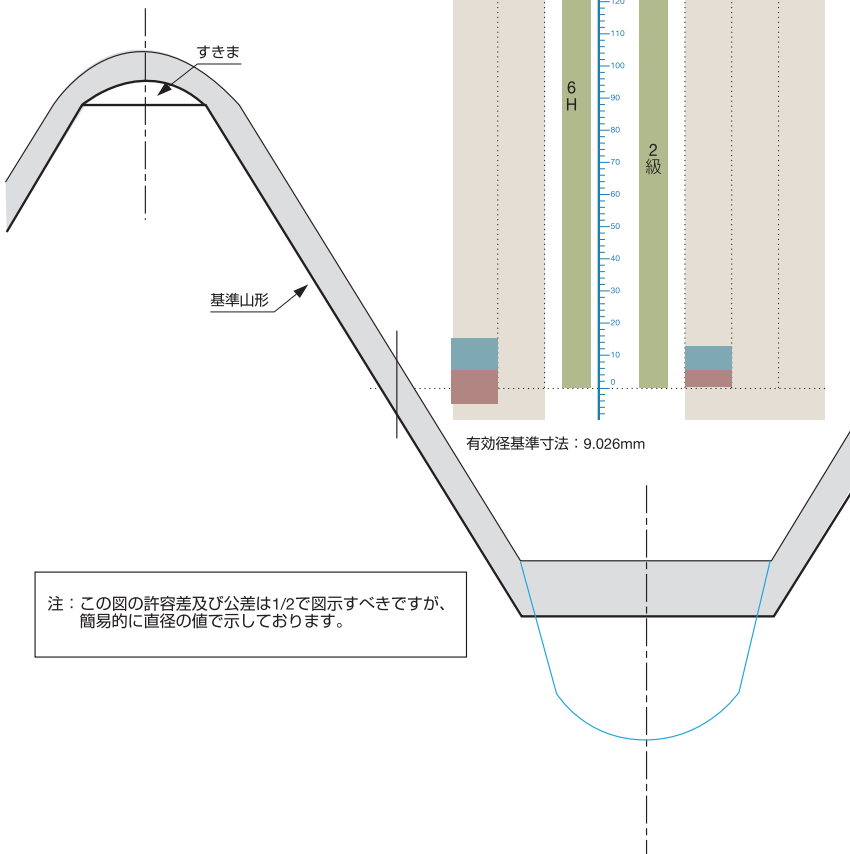 すきま
120
110
100
90
80
70
60
50
40
30
20
10
0
6
H
2
級
基準山形
有効径基準寸法：9.026mm
注：この図の許容差及び公差は1/2で図示すべきですが、
簡易的に直径の値で示しております。